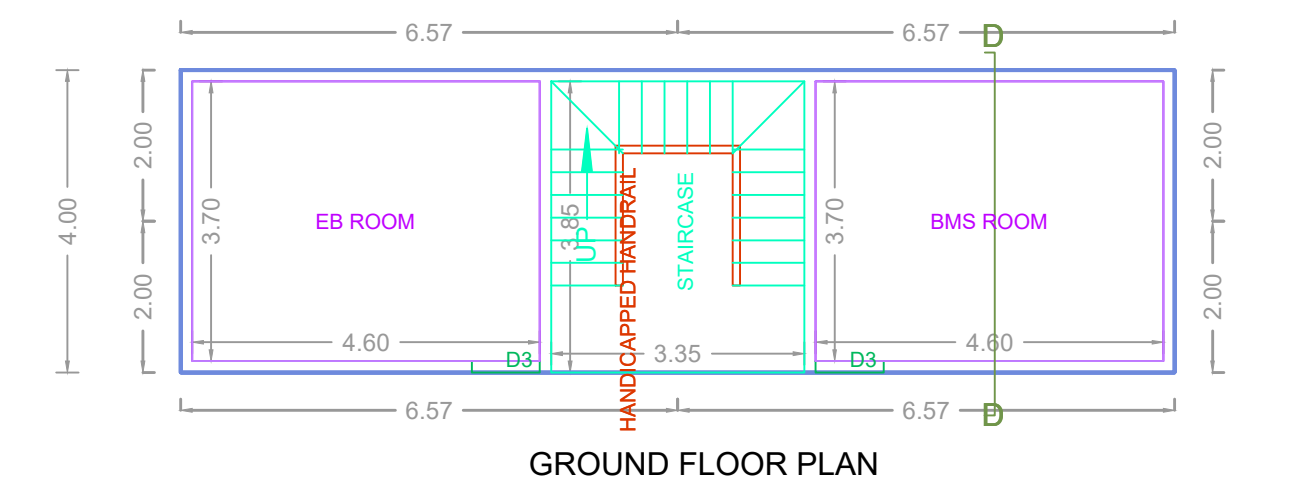 6.57
6.57
D
4.00
2.00
2.00
3.70
EB ROOM
4.60
D3
UP
3.85
HANDICAPPED HANDRAIL
STAIRCASE
3.35
3.70
BMS ROOM
4.60
D3
2.00
2.00
6.57
6.57
D
GROUND FLOOR PLAN